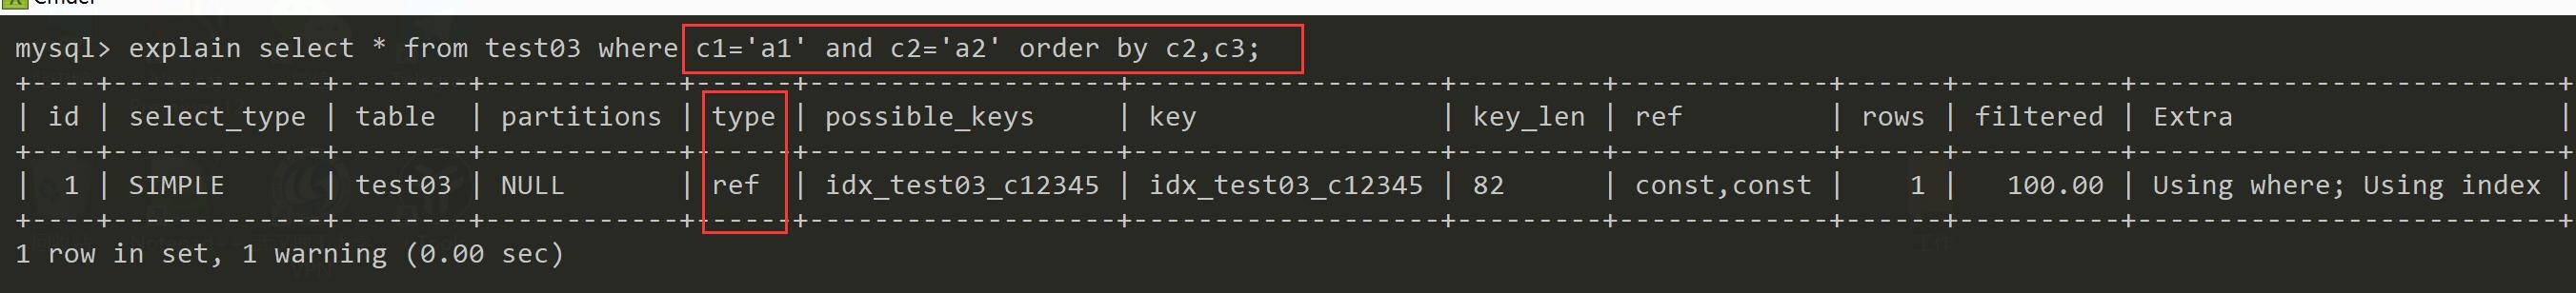 Cmder
mysql> explain select * from test03 where c1='a1' and c2='a2' order by c2,c3;
+----+-------------+--------+------------+------+-------------------+-------------------+---------+-------------+------+----------+--------------------------+
| id | select_type | table  | partitions | type | possible_keys     | key               | key_len | ref         | rows | filtered | Extra                    |
+----+-------------+--------+------------+------+-------------------+-------------------+---------+-------------+------+----------+--------------------------+
|  1 | SIMPLE      | test03 | NULL       | ref  | idx_test03_c12345 | idx_test03_c12345 | 82      | const,const |    1 |   100.00 | Using where; Using index |
+----+-------------+--------+------------+------+-------------------+-------------------+---------+-------------+------+----------+--------------------------+
1 row in set, 1 warning (0.00 sec)